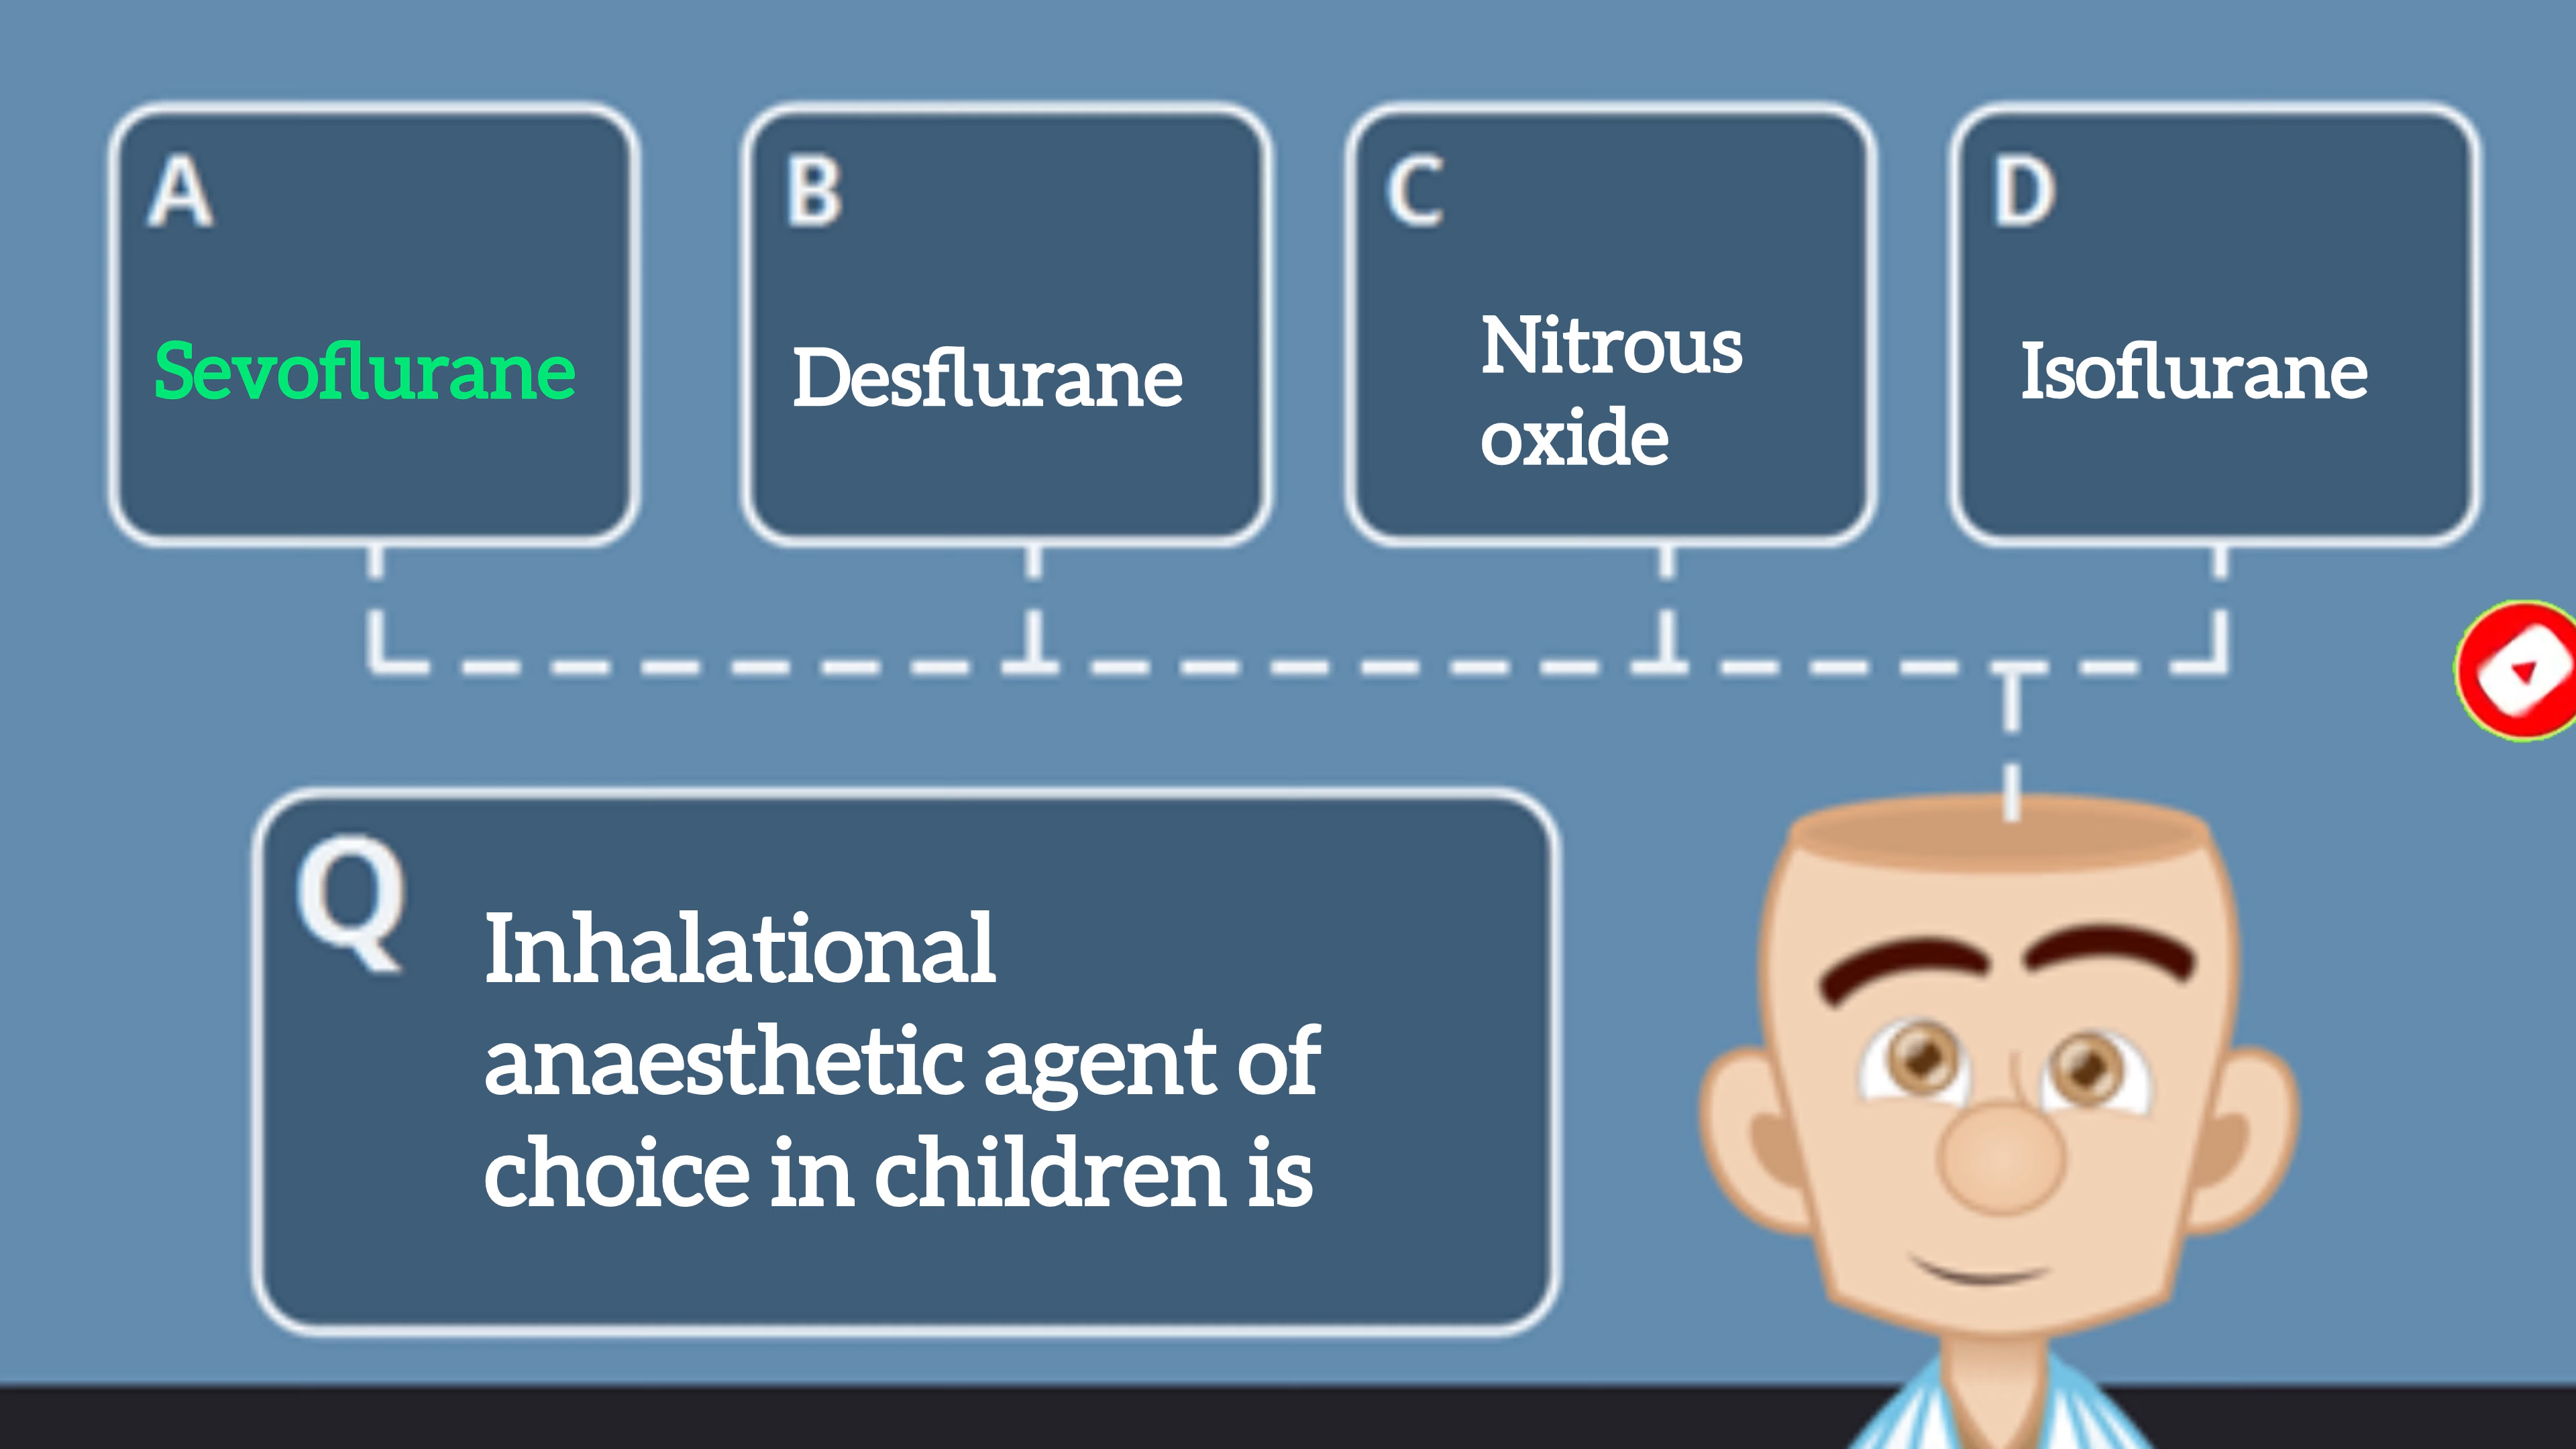 A
Sevoflurane
B
Desflurane
C
Nitrous
oxide
D
Isoflurane
Q
Inhalational
anaesthetic agent of
choice in children is